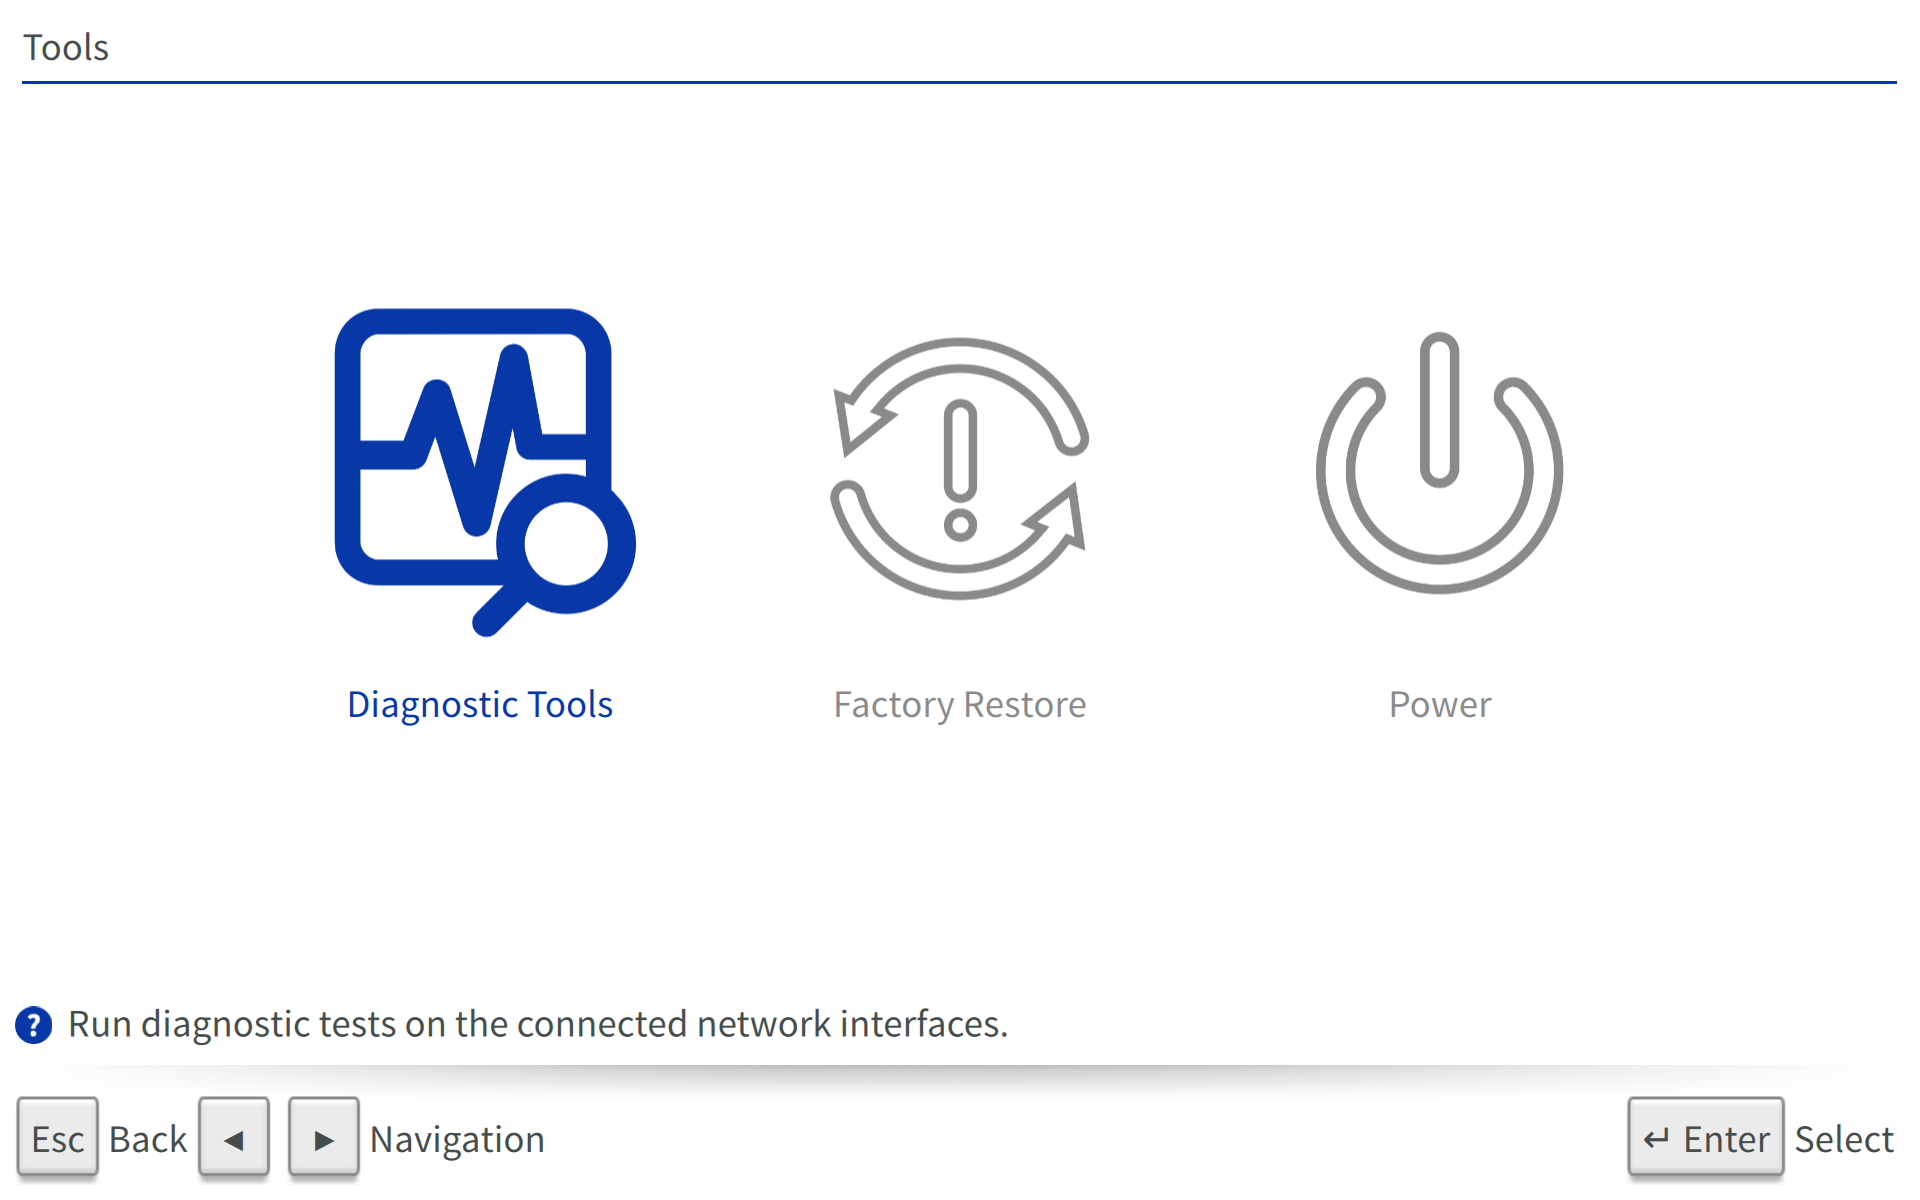 Tools
Diagnostic Tools
Factory Restore
Power
? Run diagnostic tests on the connected network interfaces.
Esc Back ◄ ► Navigation
↵ Enter Select